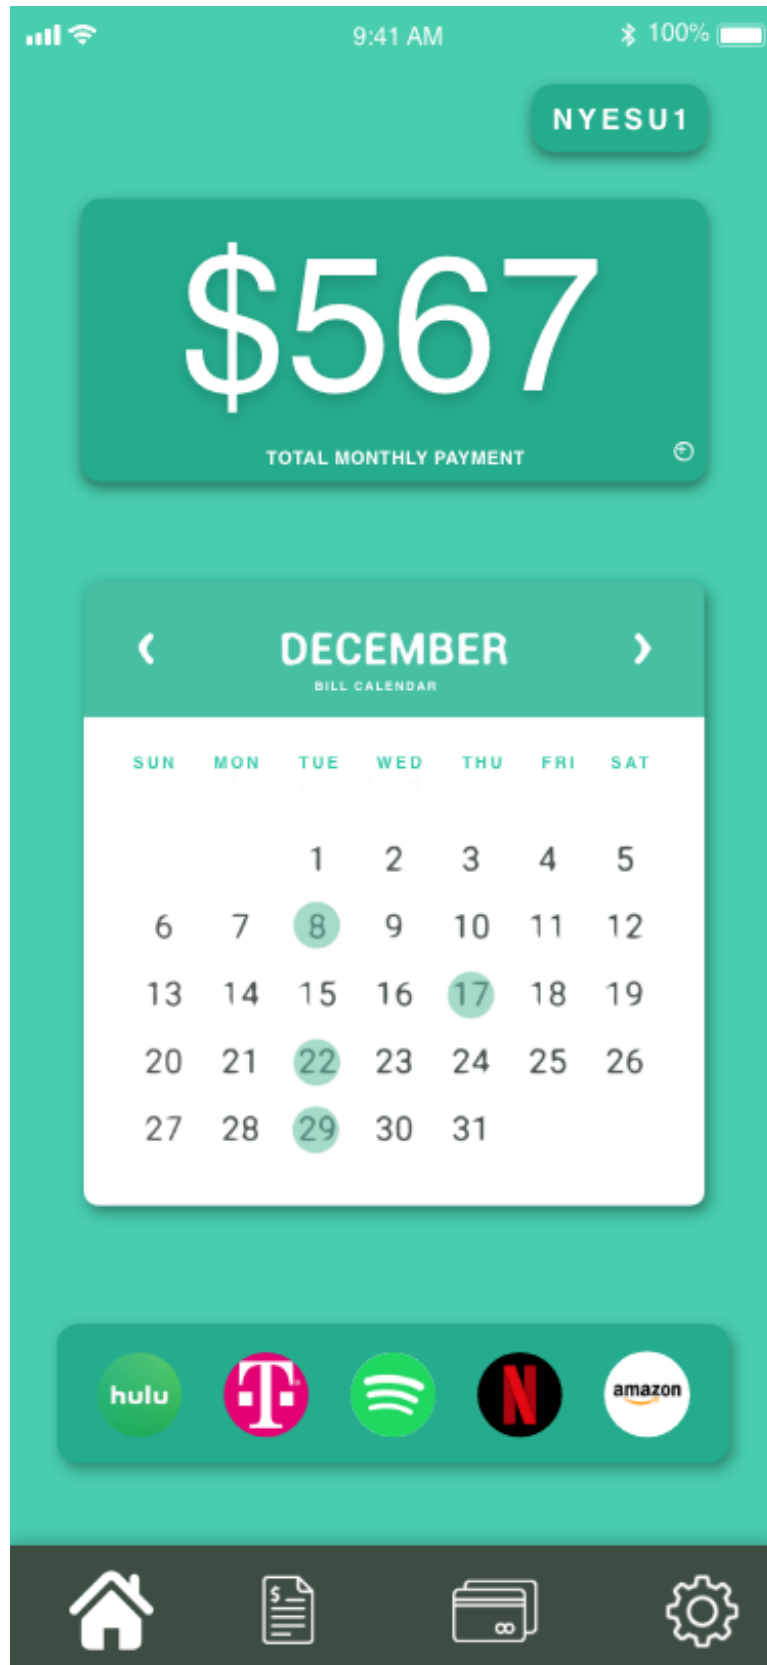 9:41 AM 100%
NYESU1
$567
TOTAL MONTHLY PAYMENT
DECEMBER
BILL CALENDAR
SUN MON TUE WED THU FRI SAT
1 2 3 4 5
6 7 8 9 10 11 12
13 14 15 16 17 18 19
20 21 22 23 24 25 26
27 28 29 30 31
hulu T N amazon
$